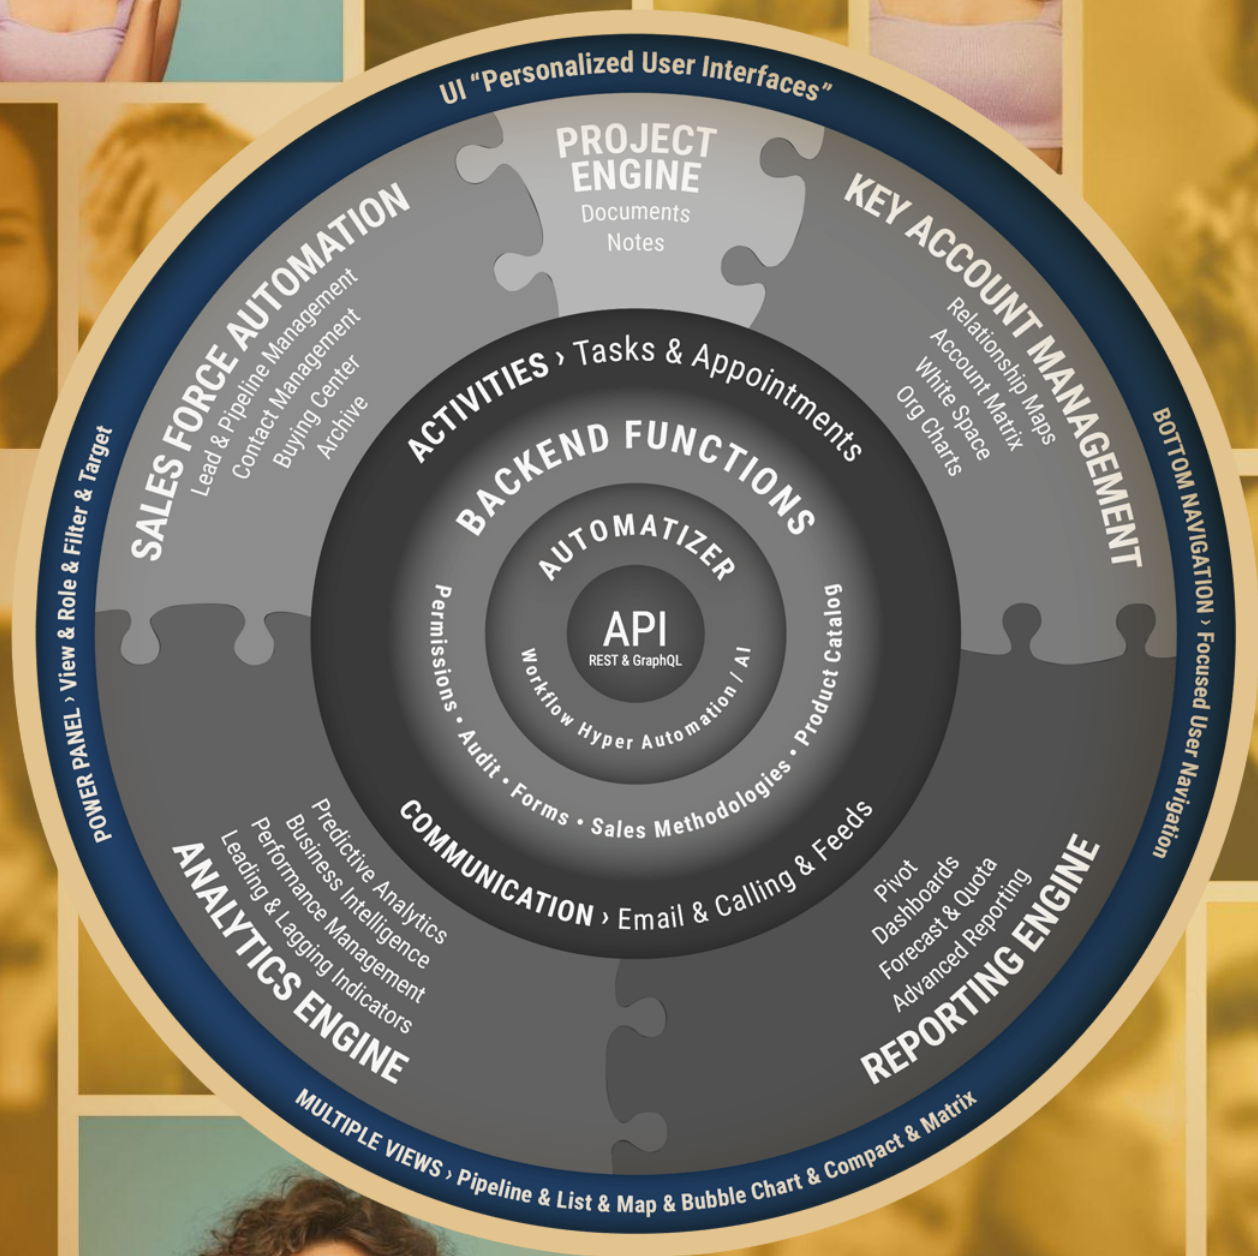 UI “Personalized User Interfaces”
PROJECT
ENGINE
Documents
Notes
SALES FORCE AUTOMATION
Lead & Pipeline Management
Contact Management
Buying Center
Archive
KEY ACCOUNT MANAGEMENT
Relationship Maps
Account Matrix
White Space
Org Charts
POWER PANEL › View & Role & Filter & Target
BOTTOM NAVIGATION › Focused User Navigation
ACTIVITIES › Tasks & Appointments
BACKEND FUNCTIONS
AUTOMATIZER
API
REST & GraphQL
Workflow Hyper Automation / AI
Permissions • Audit • Forms • Sales Methodologies • Product Catalog
COMMUNICATION › Email & Calling & Feeds
Predictive Analytics
Business Intelligence
Performance Management
Leading & Lagging Indicators
ANALYTICS ENGINE
Pivot
Dashboards
Forecast & Quota
Advanced Reporting
REPORTING ENGINE
MULTIPLE VIEWS › Pipeline & List & Map & Bubble Chart & Compact & Matrix